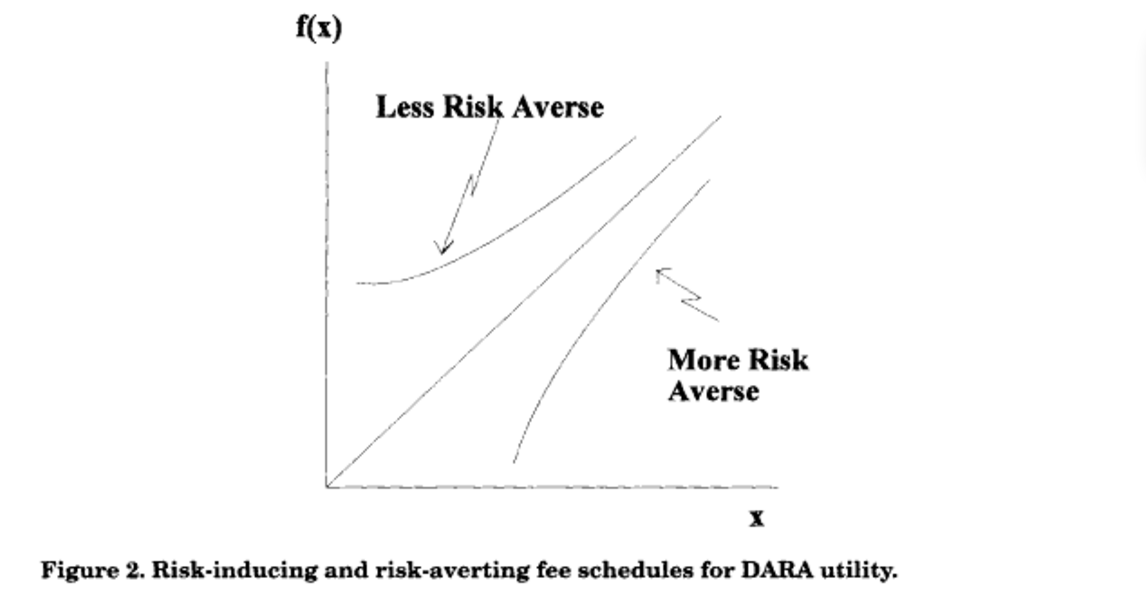 f(x)
Less Risk Averse
More Risk
Averse
x
Figure 2. Risk-inducing and risk-averting fee schedules for DARA utility.